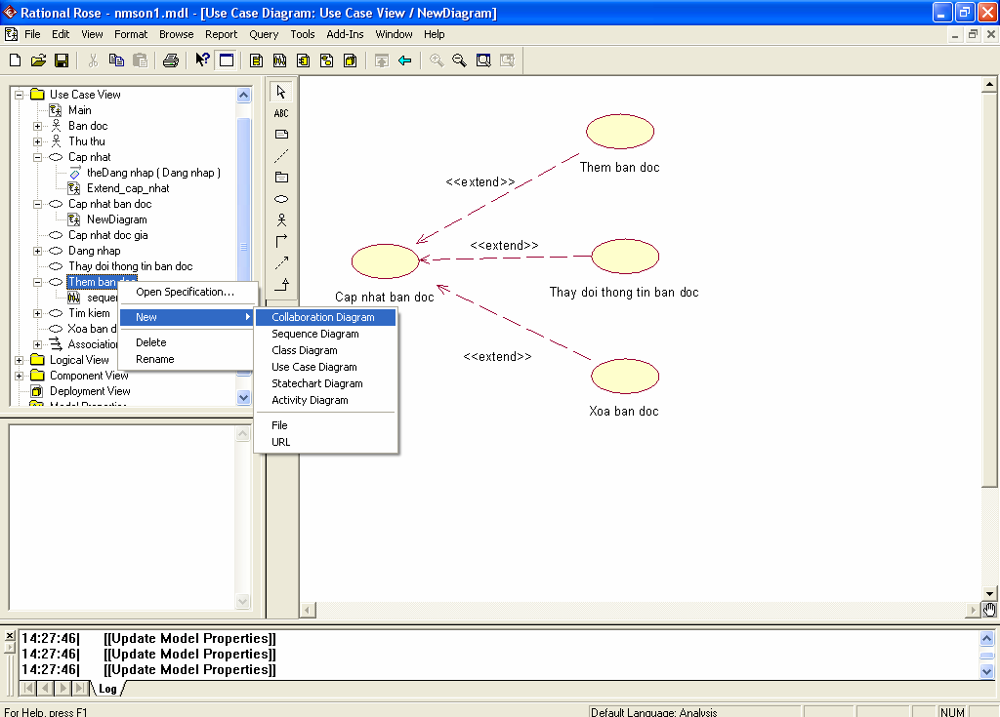 Rational Rose - nmson1.mdl - [Use Case Diagram: Use Case View / NewDiagram]
File Edit View Format Browse Report Query Tools Add-Ins Window Help
Use Case View
Main
Ban doc
Thu thu
Cap nhat
theDang nhap ( Dang nhap )
Extend_cap_nhat
Cap nhat ban doc
NewDiagram
Cap nhat doc gia
Dang nhap
Thay doi thong tin ban doc
Them ban doc
sequen
Tim kiem
Xoa ban d
Association
Logical View
Component View
Deployment View
Model Properties
Open Specification...
New
Delete
Rename
Collaboration Diagram
Sequence Diagram
Class Diagram
Use Case Diagram
Statechart Diagram
Activity Diagram
File
URL
ABC
Them ban doc
<<extend>>
<<extend>>
Cap nhat ban doc
Thay doi thong tin ban doc
<<extend>>
Xoa ban doc
14:27:46| [[Update Model Properties]]
14:27:46| [[Update Model Properties]]
14:27:46| [[Update Model Properties]]
Log
For Help, press F1
Default Language: Analysis
NUM